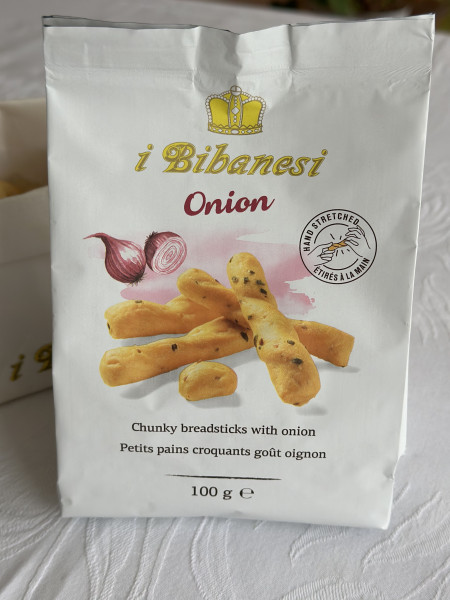 i Bibanesi
Onion
HAND STRETCHED
ÉTIRÉS À LA MAIN
Chunky breadsticks with onion
Petits pains croquants goût oignon
100 g ℮
i B